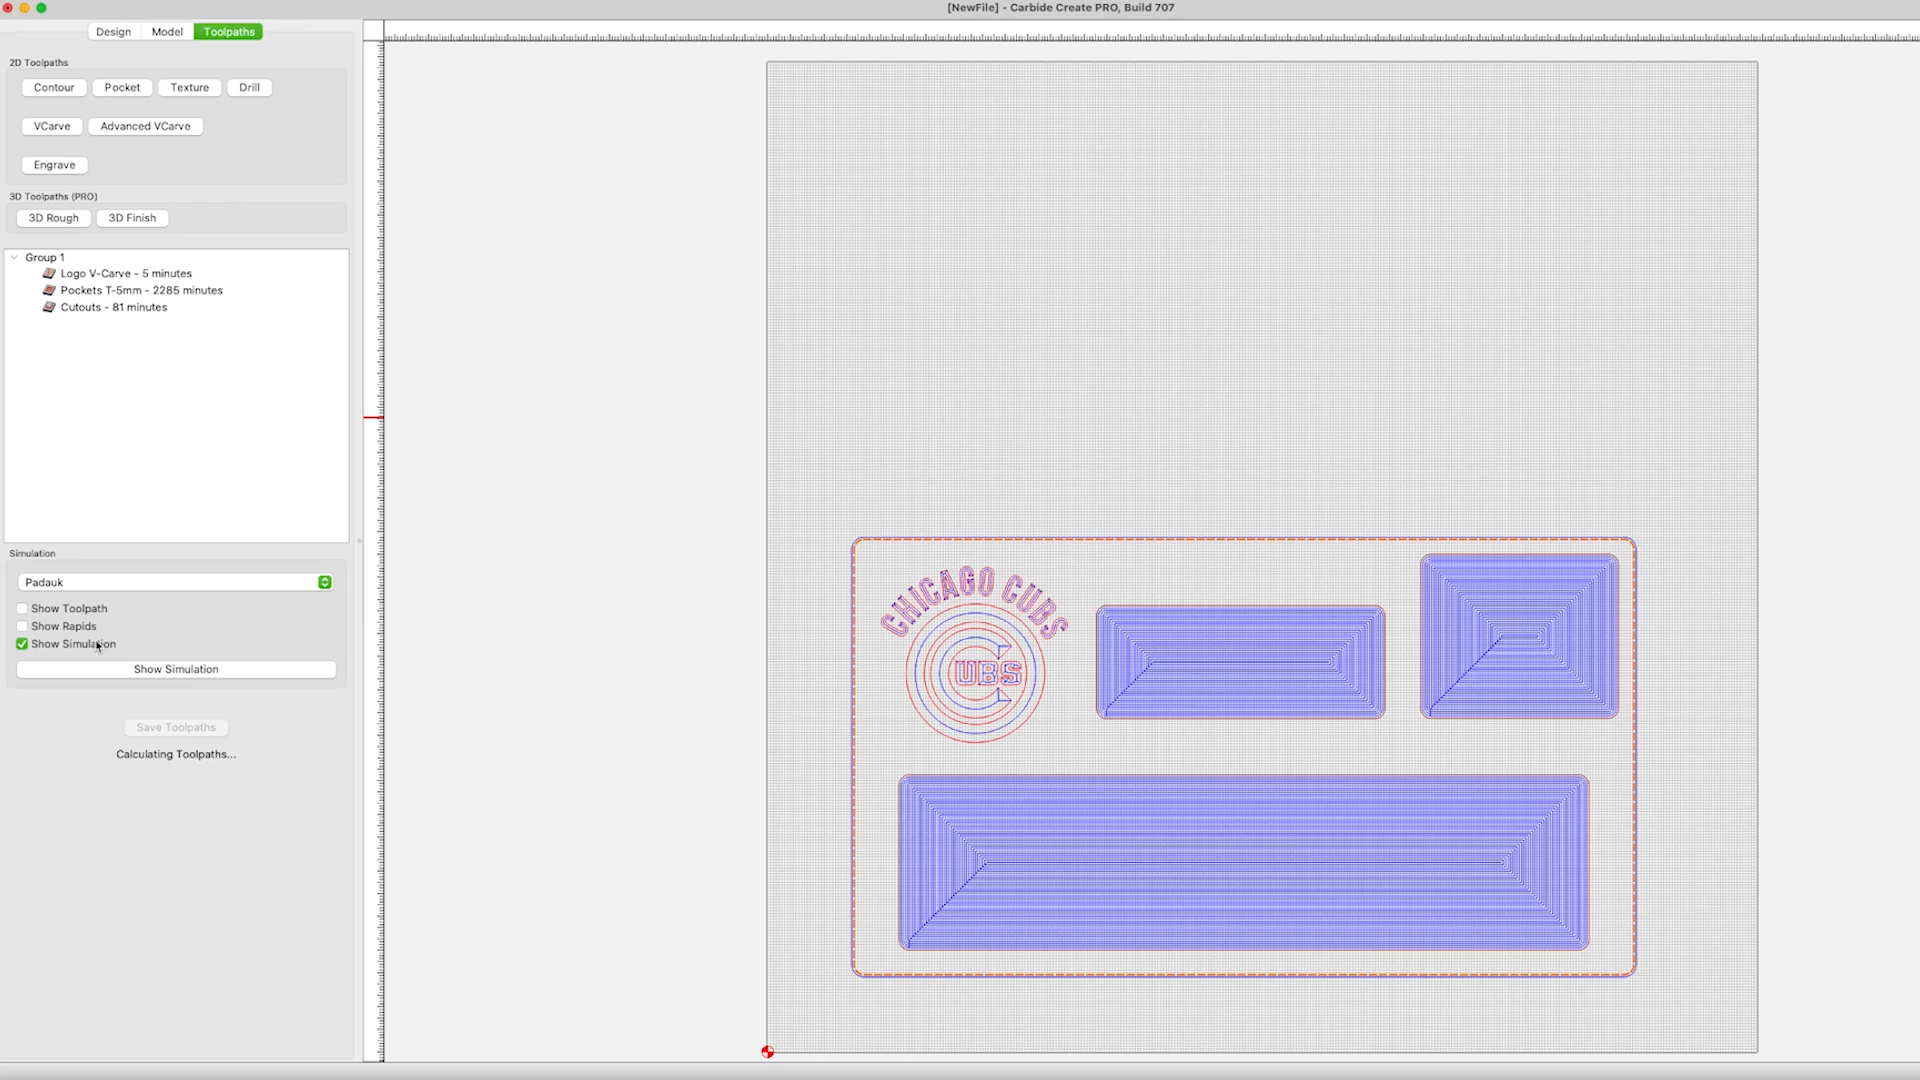 [NewFile] - Carbide Create PRO, Build 707
Design Model Toolpaths
2D Toolpaths
Contour Pocket Texture Drill
VCarve Advanced VCarve
Engrave
3D Toolpaths (PRO)
3D Rough 3D Finish
Group 1
Logo V-Carve - 5 minutes
Pockets T-5mm - 2285 minutes
Cutouts - 81 minutes
Simulation
Padauk
Show Toolpath
Show Rapids
Show Simulation
Show Simulation
Save Toolpaths
Calculating Toolpaths...
CHICAGO CUBS
CUBS